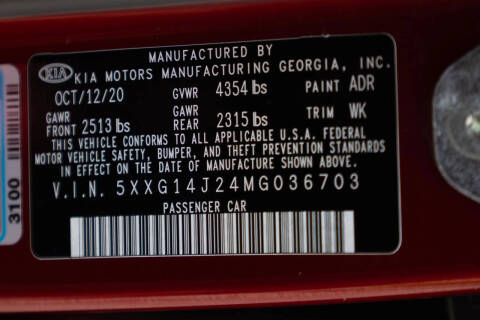 MANUFACTURED BY
KIA KIA MOTORS MANUFACTURING GEORGIA, INC.
OCT/12/20 GVWR 4354 lbs PAINT ADR
GAWR FRONT 2513 lbs GAWR REAR 2315 lbs TRIM WK
THIS VEHICLE CONFORMS TO ALL APPLICABLE U.S.A. FEDERAL
MOTOR VEHICLE SAFETY, BUMPER, AND THEFT PREVENTION STANDARDS
IN EFFECT ON THE DATE OF MANUFACTURE SHOWN ABOVE.
V.I.N. 5XXG14J24MG036703
PASSENGER CAR
3100